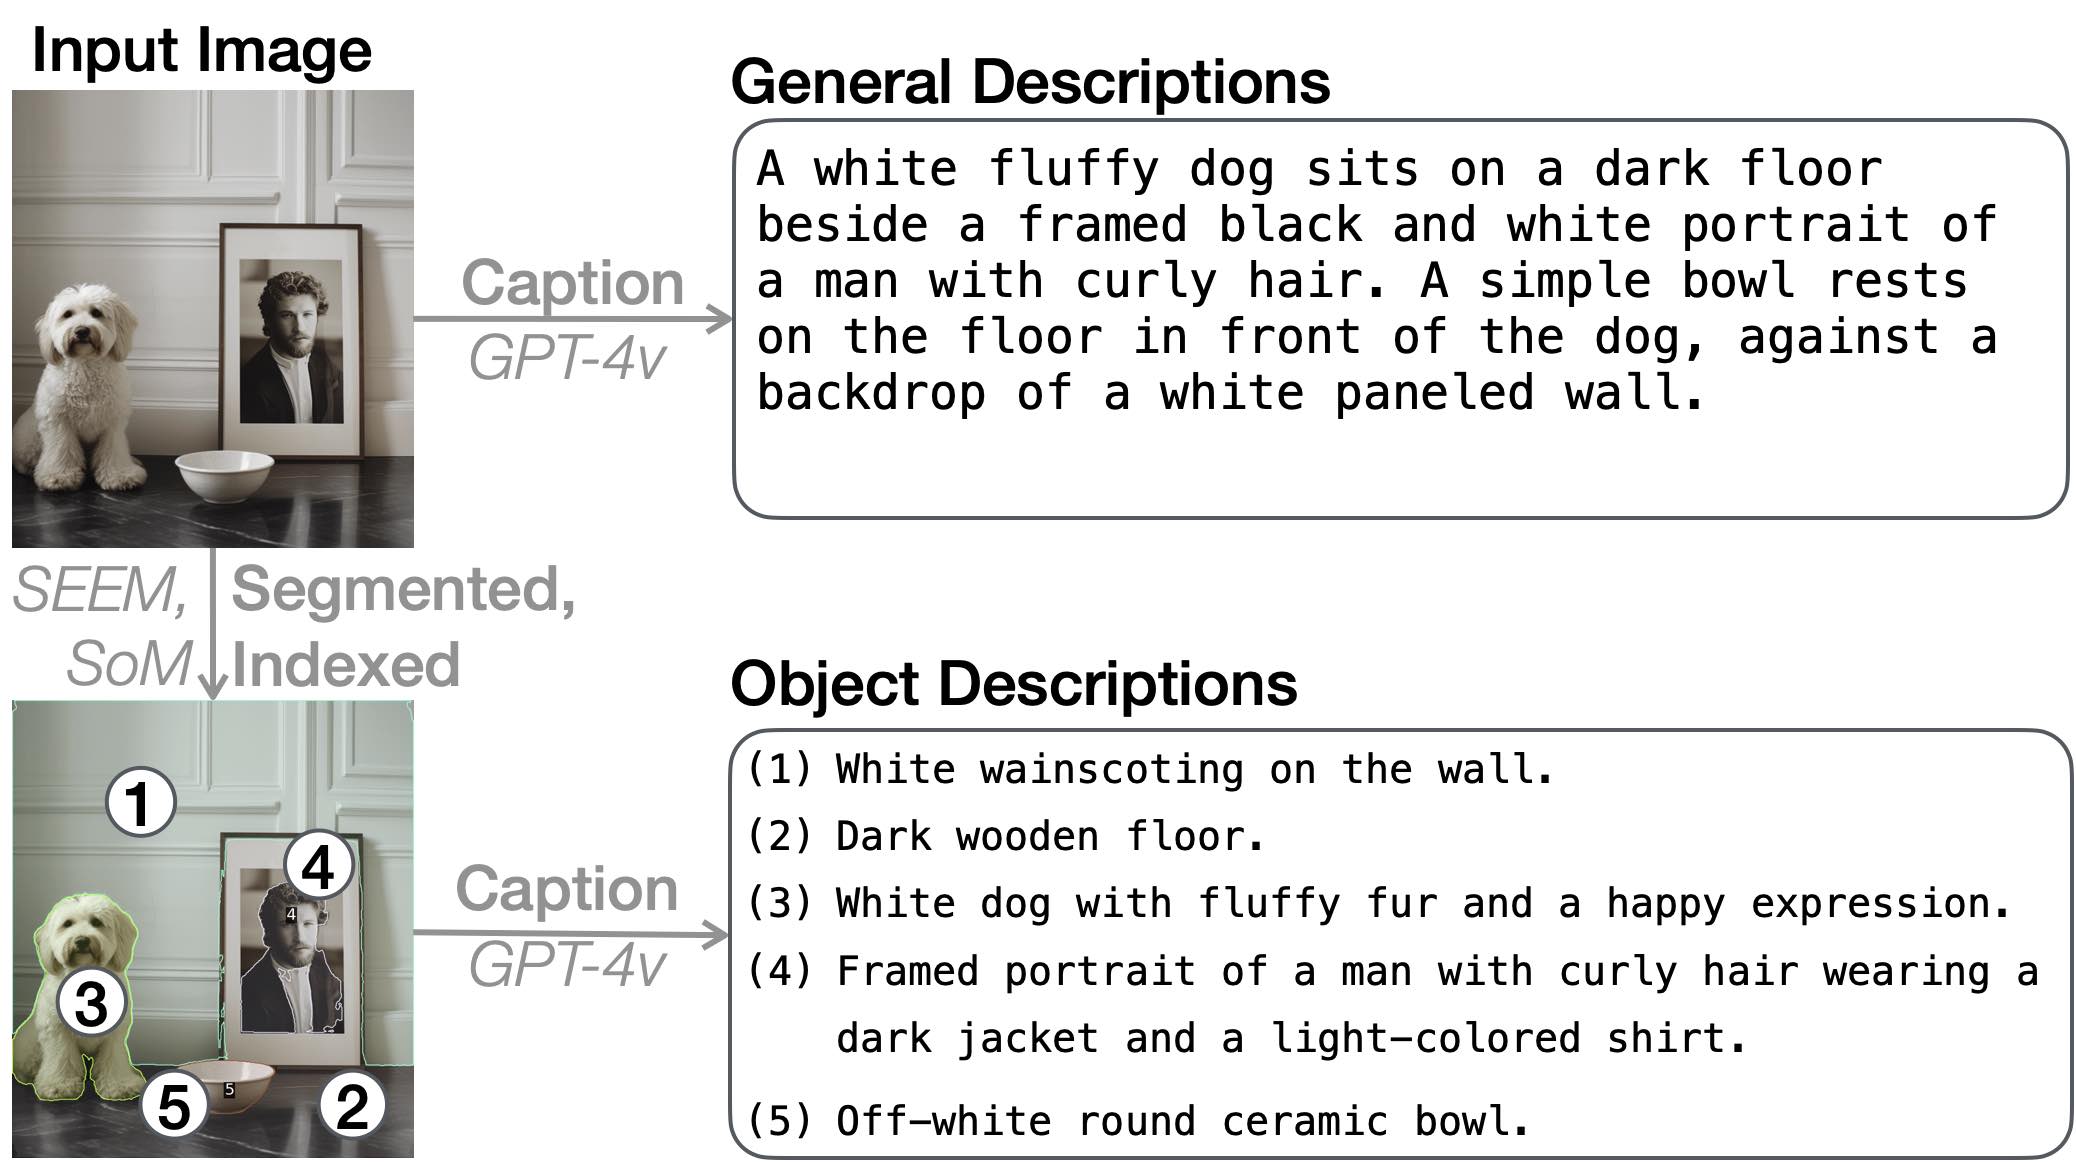 Input Image
General Descriptions
A white fluffy dog sits on a dark floor
beside a framed black and white portrait of
a man with curly hair. A simple bowl rests
on the floor in front of the dog, against a
backdrop of a white paneled wall.
Caption
GPT-4v
SEEM,
SoM
Segmented,
Indexed
1
4
4
3
5
5
2
Caption
GPT-4v
Object Descriptions
(1) White wainscoting on the wall.
(2) Dark wooden floor.
(3) White dog with fluffy fur and a happy expression.
(4) Framed portrait of a man with curly hair wearing a
dark jacket and a light-colored shirt.
(5) Off-white round ceramic bowl.